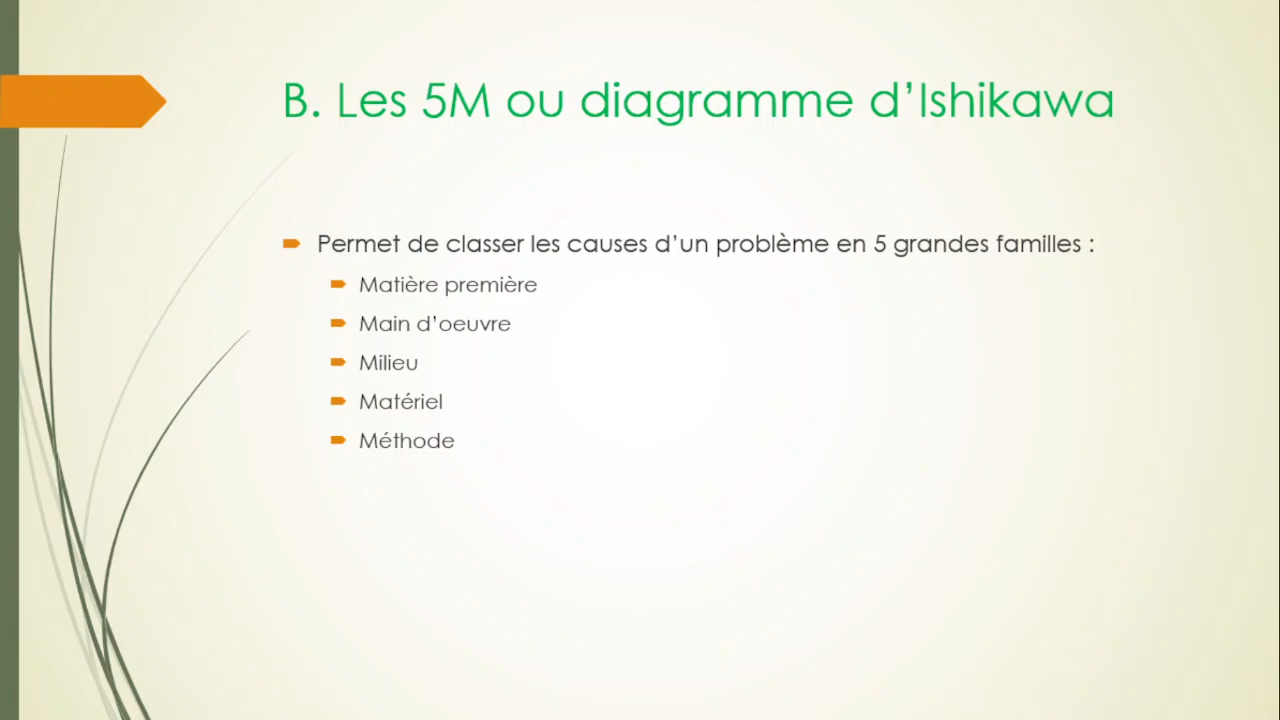 B. Les 5M ou diagramme d’Ishikawa
Permet de classer les causes d’un problème en 5 grandes familles :
Matière première
Main d’oeuvre
Milieu
Matériel
Méthode